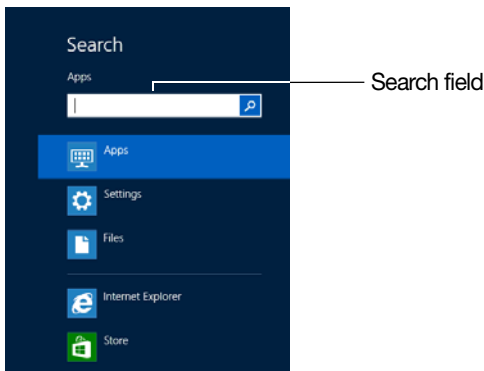 Search
Apps
Search field
Apps
Settings
Files
Internet Explorer
Store